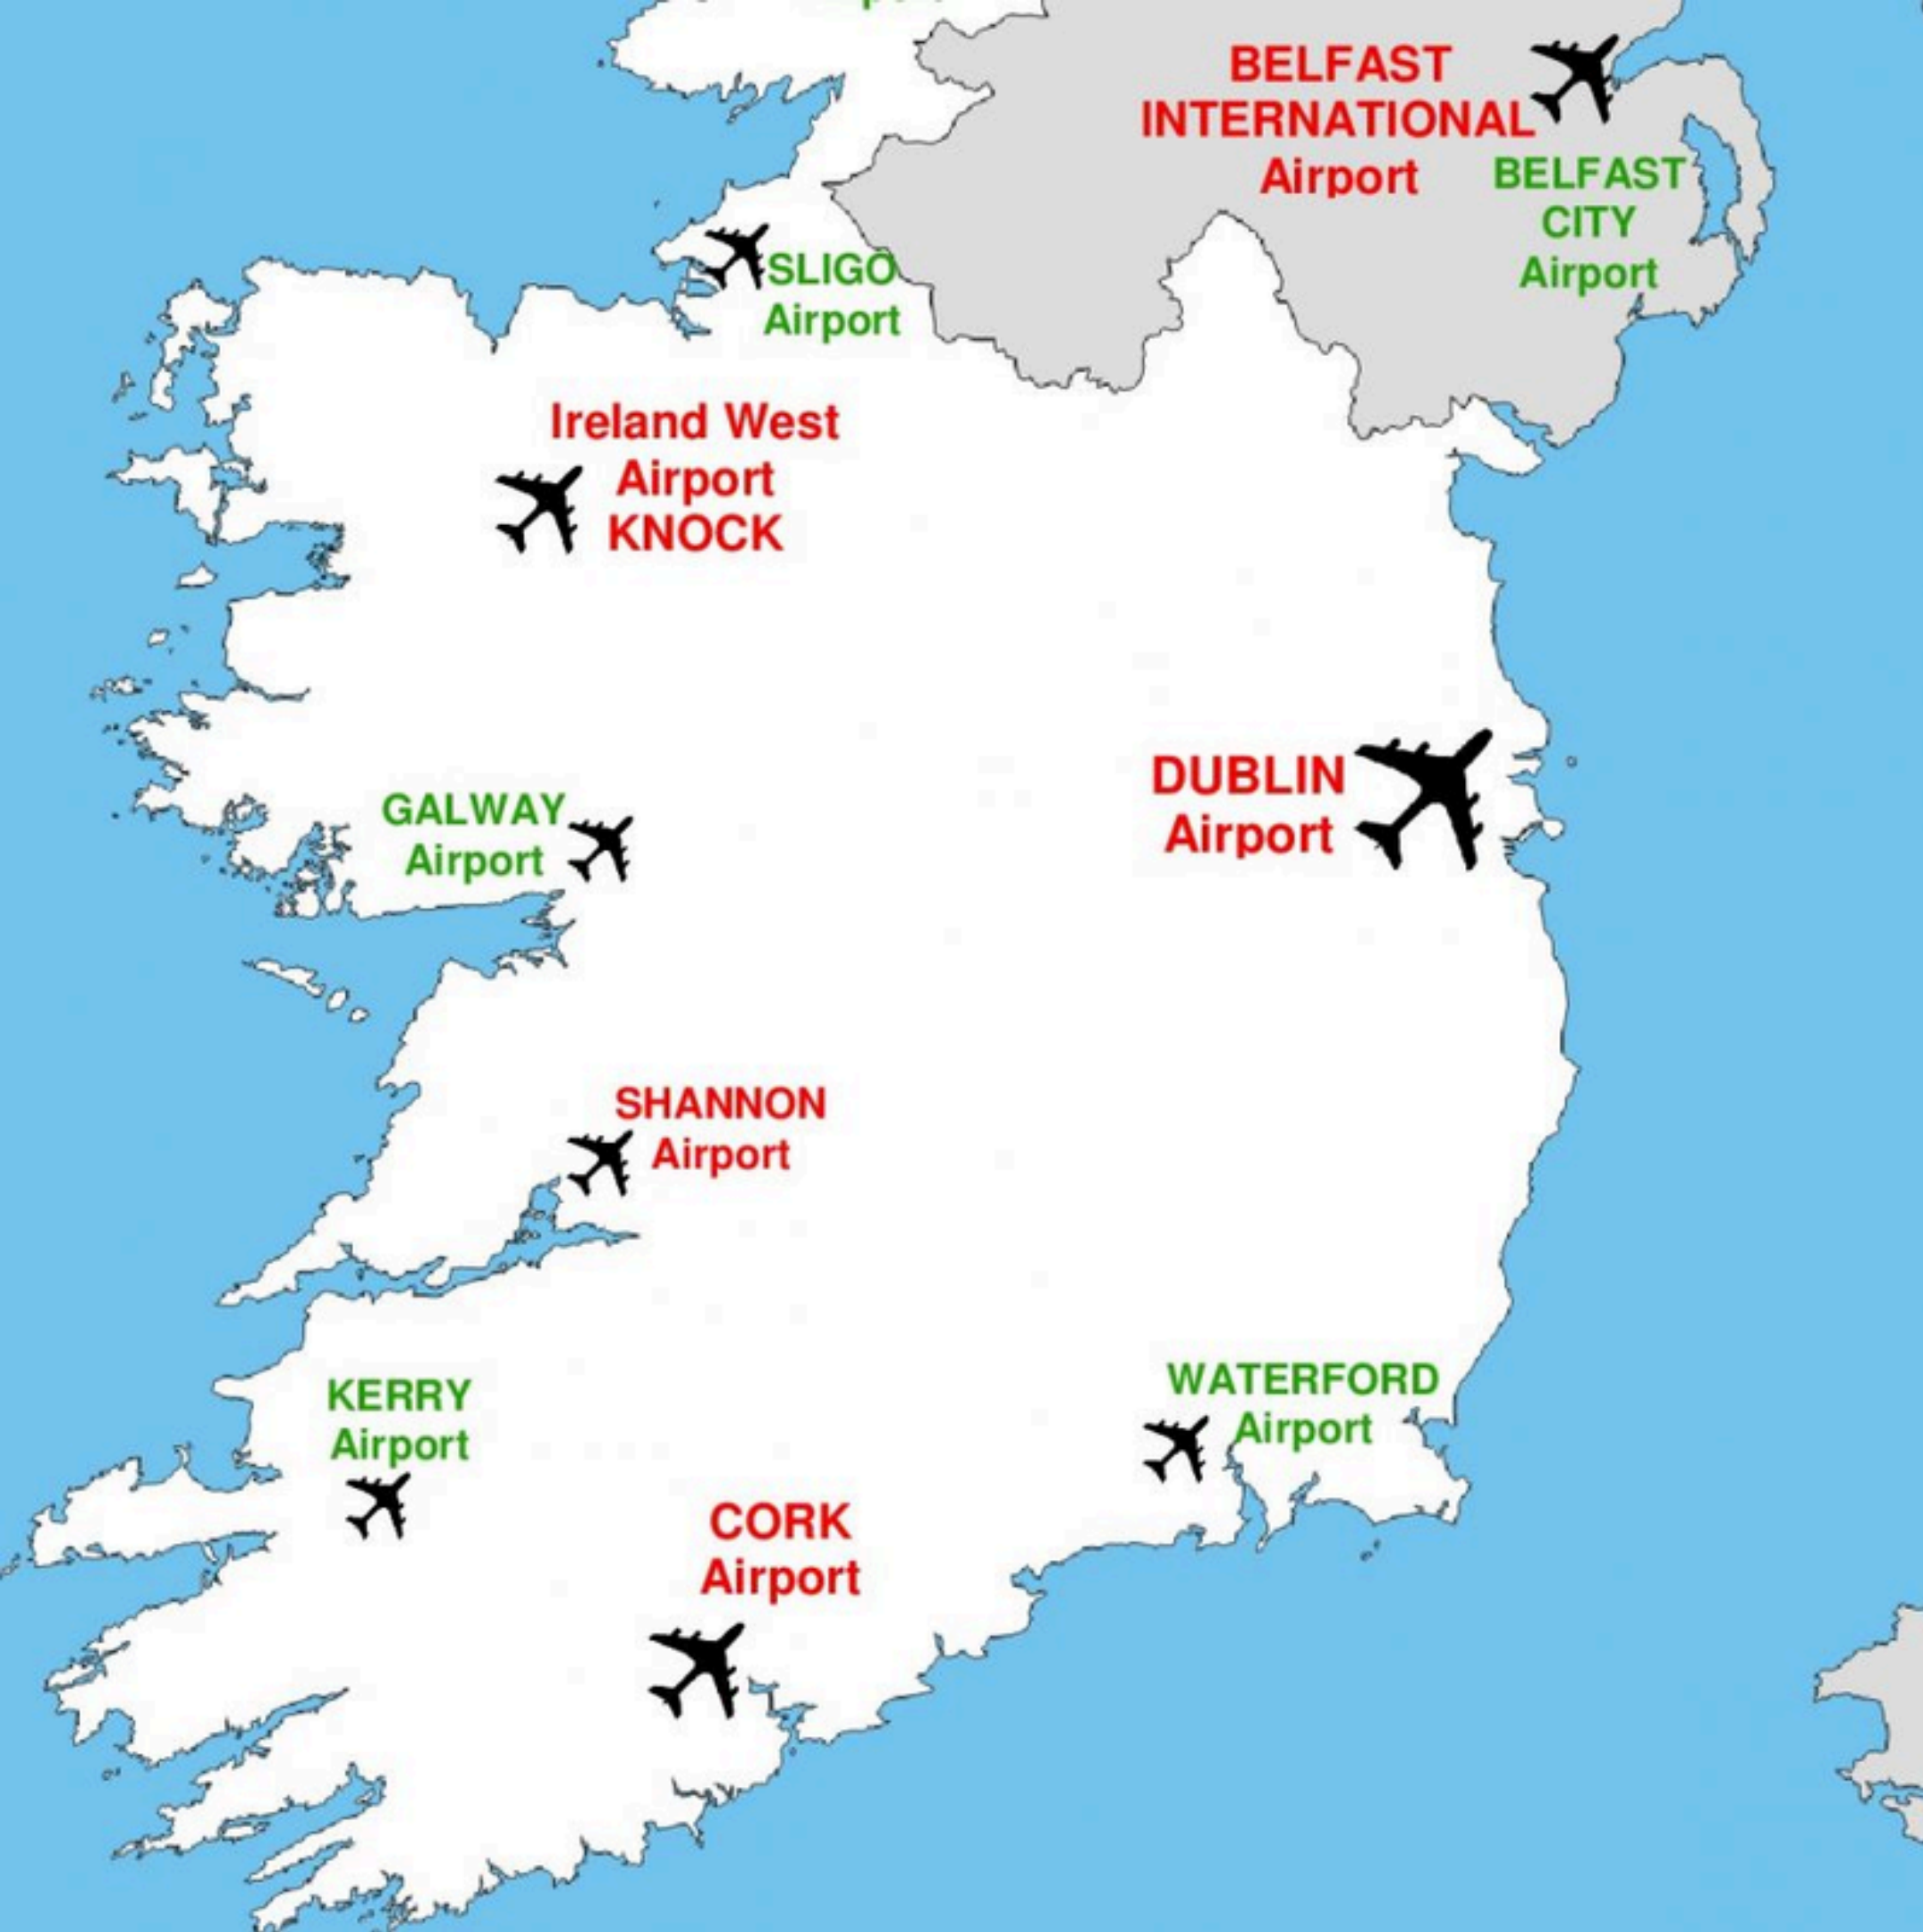 BELFAST
INTERNATIONAL
Airport
BELFAST
CITY
Airport
SLIGO
Airport
Ireland West
Airport
KNOCK
DUBLIN
Airport
GALWAY
Airport
SHANNON
Airport
KERRY
Airport
WATERFORD
Airport
CORK
Airport